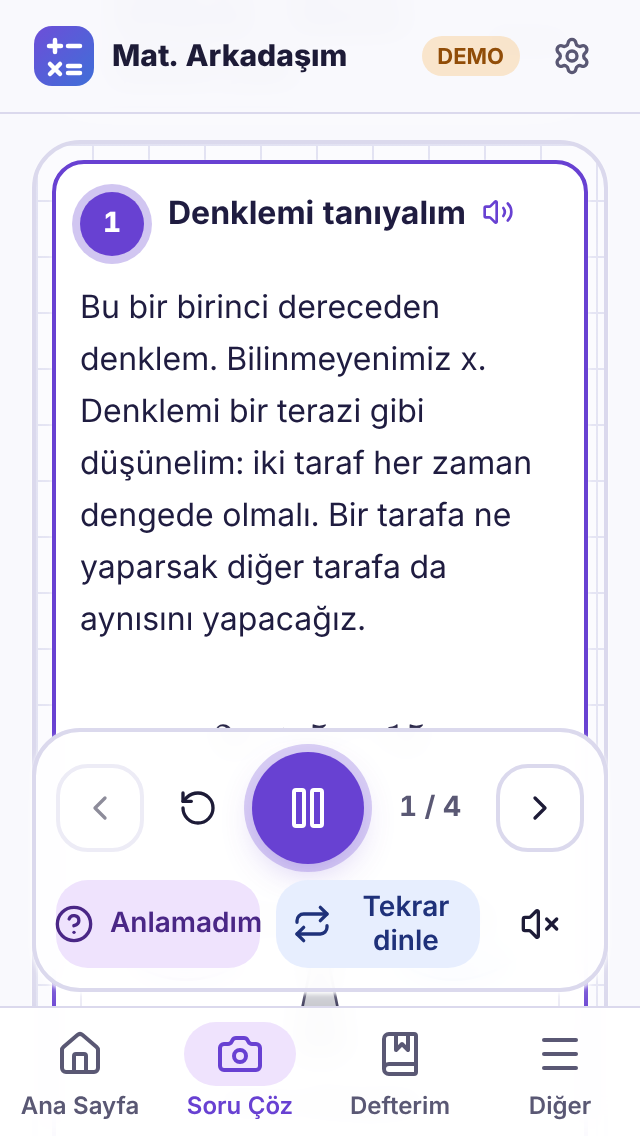 Mat. Arkadaşım
DEMO
1
Denklemi tanıyalım
Bu bir birinci dereceden
denklem. Bilinmeyenimiz x.
Denklemi bir terazi gibi
düşünelim: iki taraf her zaman
dengede olmalı. Bir tarafa ne
yaparsak diğer tarafa da
aynısını yapacağız.
1 / 4
Anlamadım
Tekrar
dinle
Ana Sayfa
Soru Çöz
Defterim
Diğer